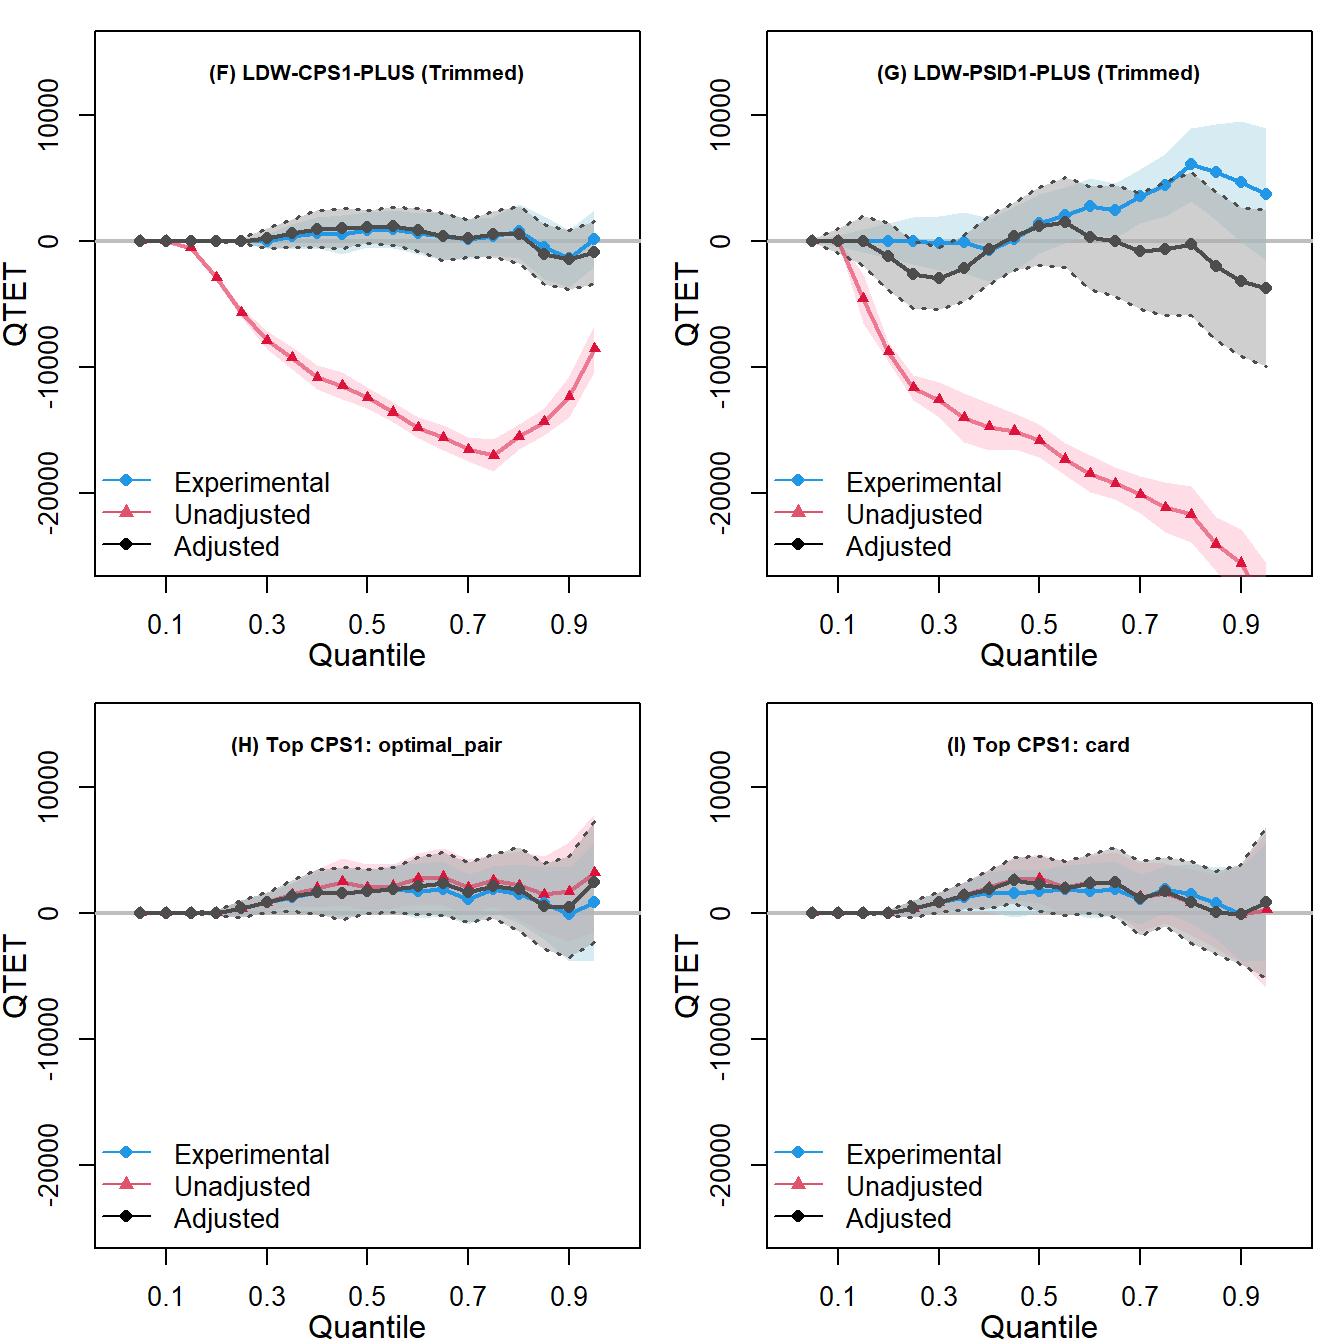 (F) LDW-CPS1-PLUS (Trimmed)
QTET
10000
0
-10000
-20000
Experimental
Unadjusted
Adjusted
0.1 0.3 0.5 0.7 0.9
Quantile
(G) LDW-PSID1-PLUS (Trimmed)
QTET
10000
0
-10000
-20000
Experimental
Unadjusted
Adjusted
0.1 0.3 0.5 0.7 0.9
Quantile
(H) Top CPS1: optimal_pair
QTET
10000
0
-10000
-20000
Experimental
Unadjusted
Adjusted
0.1 0.3 0.5 0.7 0.9
Quantile
(I) Top CPS1: card
QTET
10000
0
-10000
-20000
Experimental
Unadjusted
Adjusted
0.1 0.3 0.5 0.7 0.9
Quantile